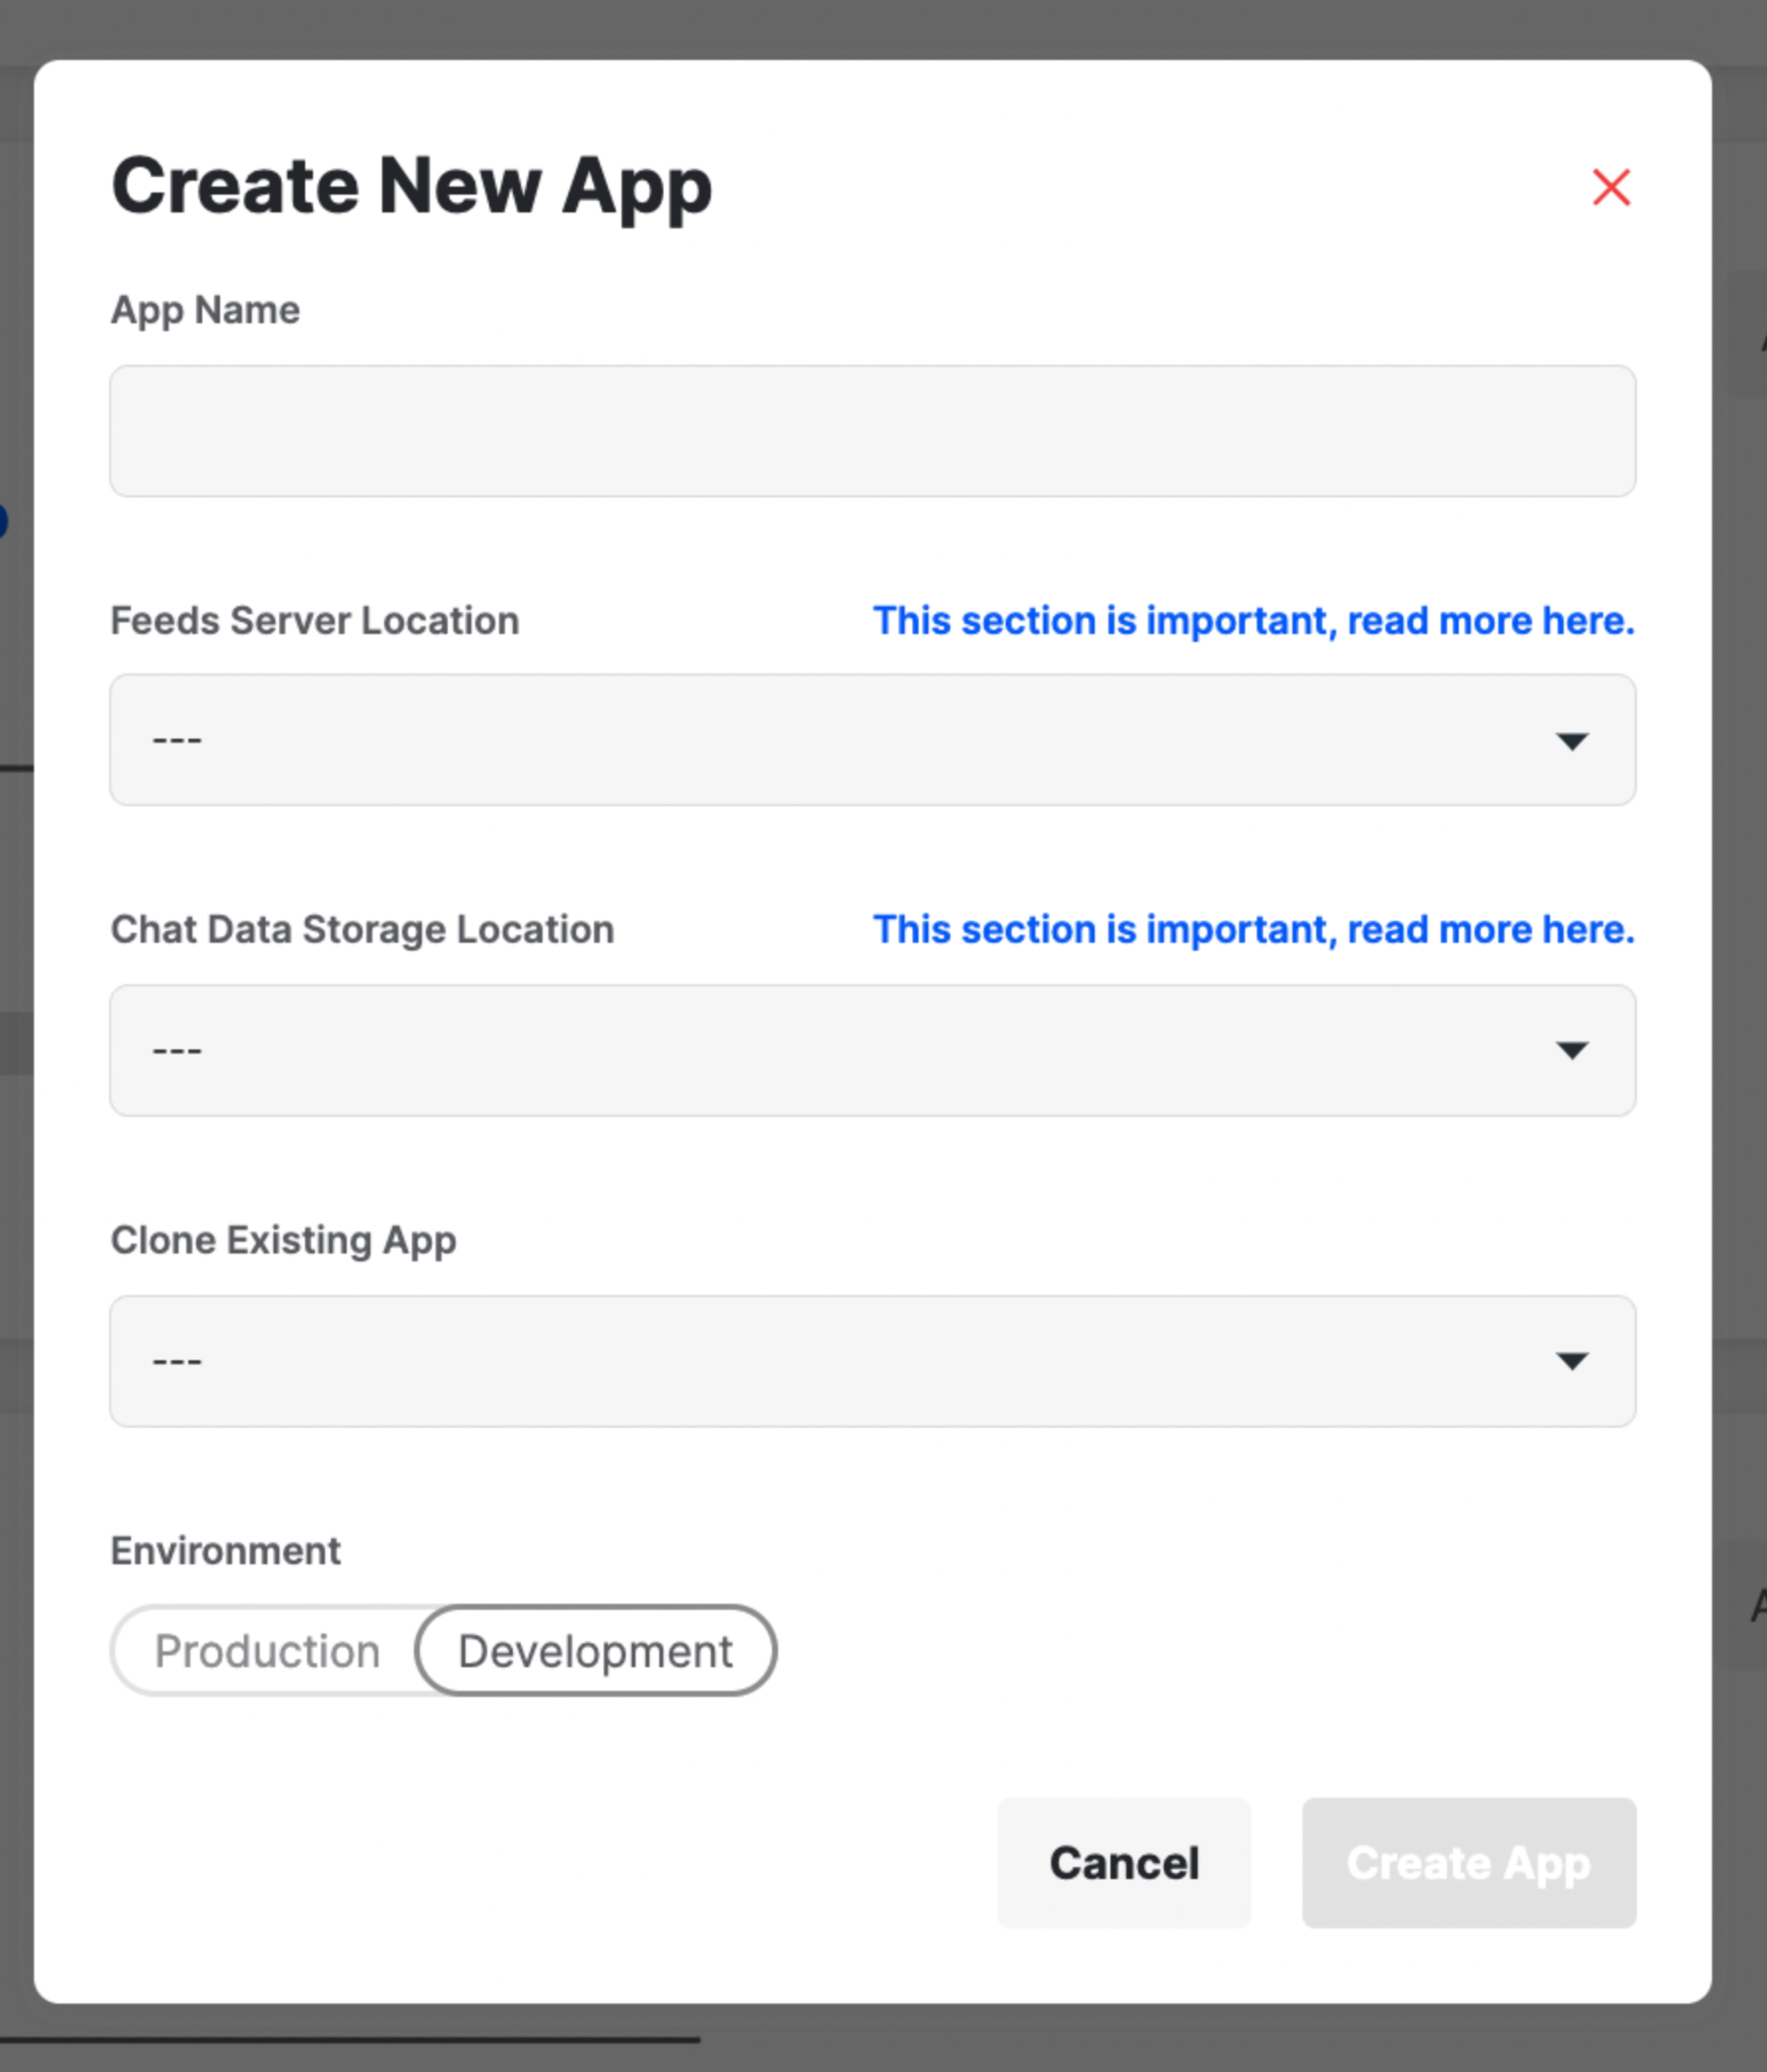 Create New App
App Name
Feeds Server Location This section is important, read more here.
---
Chat Data Storage Location This section is important, read more here.
---
Clone Existing App
---
Environment
Production Development
Cancel Create App